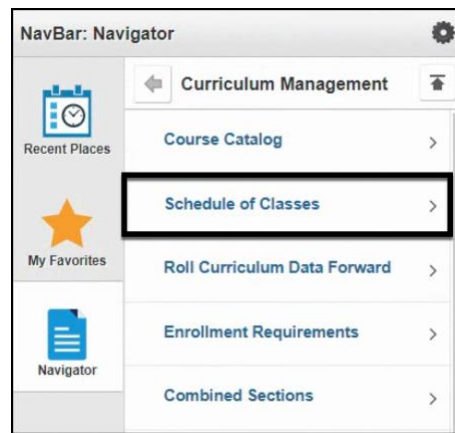 NavBar: Navigator
Curriculum Management
Recent Places
Course Catalog
Schedule of Classes
My Favorites
Roll Curriculum Data Forward
Navigator
Enrollment Requirements
Combined Sections